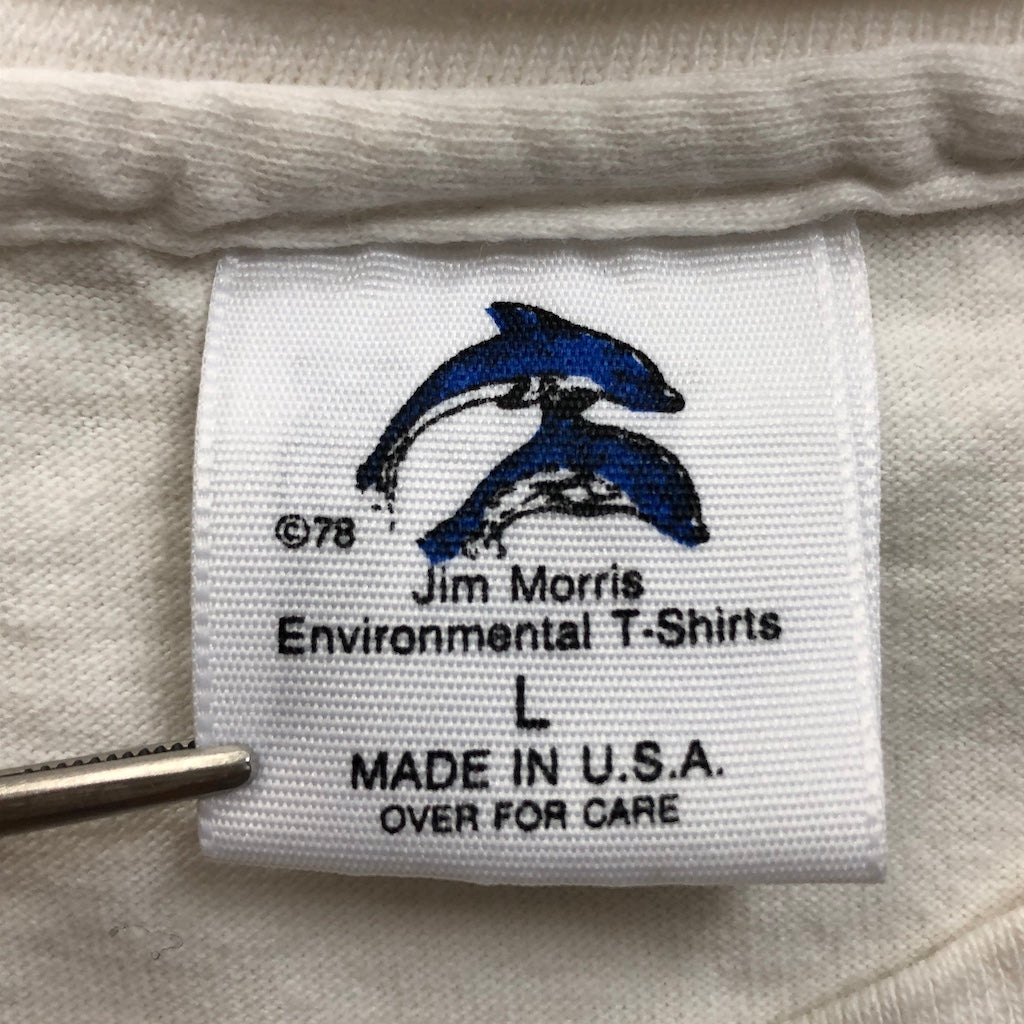 ©78
Jim Morris
Environmental T-Shirts
L
MADE IN U.S.A.
OVER FOR CARE